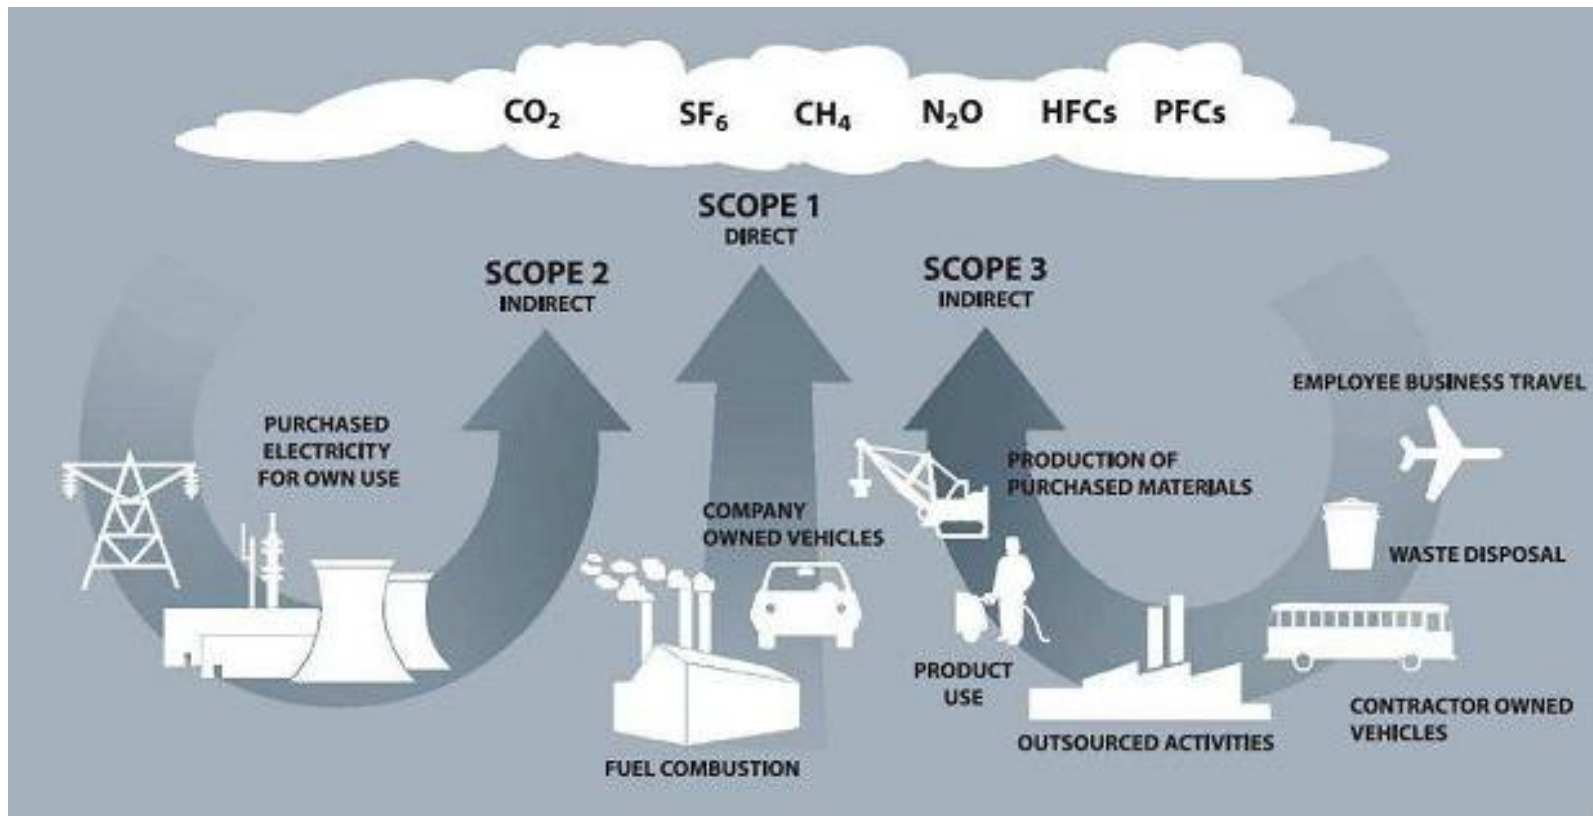 CO₂ SF₆ CH₄ N₂O HFCs PFCs
SCOPE 1
DIRECT
SCOPE 2
INDIRECT
SCOPE 3
INDIRECT
PURCHASED
ELECTRICITY
FOR OWN USE
COMPANY
OWNED VEHICLES
FUEL COMBUSTION
PRODUCTION OF
PURCHASED MATERIALS
PRODUCT
USE
OUTSOURCED ACTIVITIES
EMPLOYEE BUSINESS TRAVEL
WASTE DISPOSAL
CONTRACTOR OWNED
VEHICLES